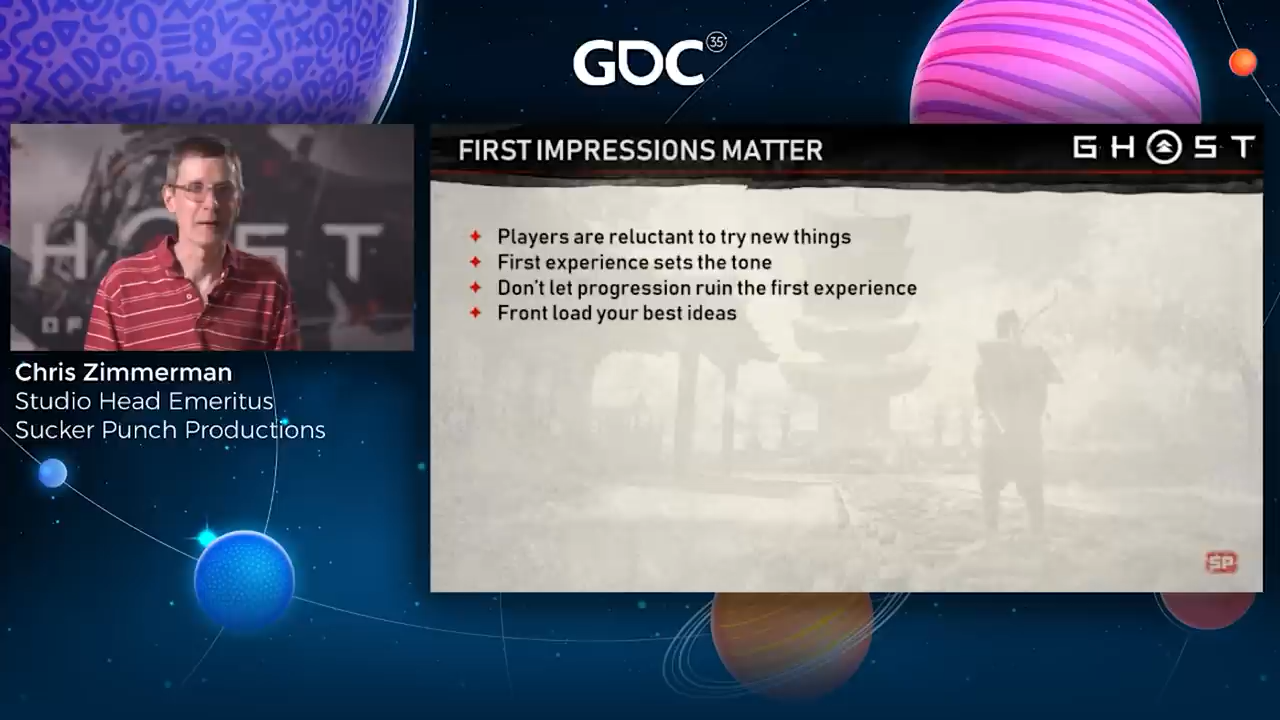 GDC 35
FIRST IMPRESSIONS MATTER
GHOST
Players are reluctant to try new things
First experience sets the tone
Don't let progression ruin the first experience
Front load your best ideas
H ST
OF
Chris Zimmerman
Studio Head Emeritus
Sucker Punch Productions
SP